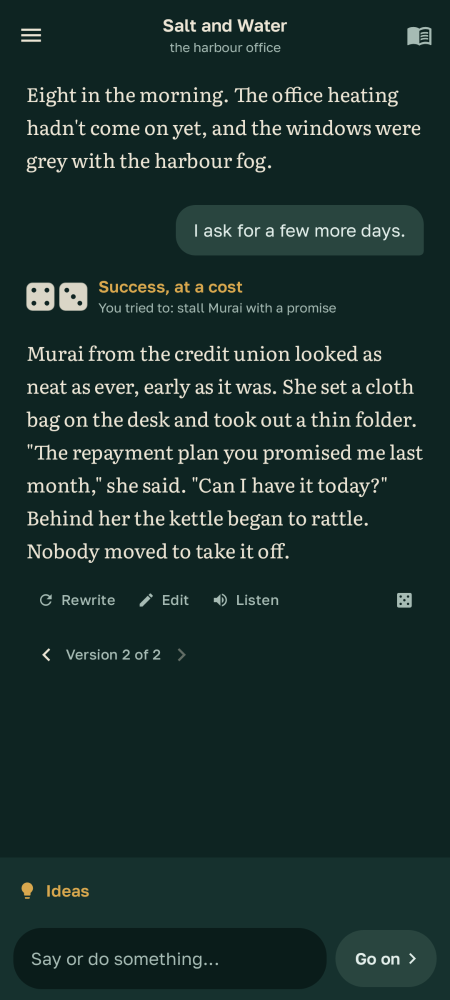 Salt and Water
the harbour office
Eight in the morning. The office heating
hadn't come on yet, and the windows were
grey with the harbour fog.
I ask for a few more days.
Success, at a cost
You tried to: stall Murai with a promise
Murai from the credit union looked as
neat as ever, early as it was. She set a cloth
bag on the desk and took out a thin folder.
"The repayment plan you promised me last
month," she said. "Can I have it today?"
Behind her the kettle began to rattle.
Nobody moved to take it off.
Rewrite Edit Listen
Version 2 of 2
Ideas
Say or do something...
Go on